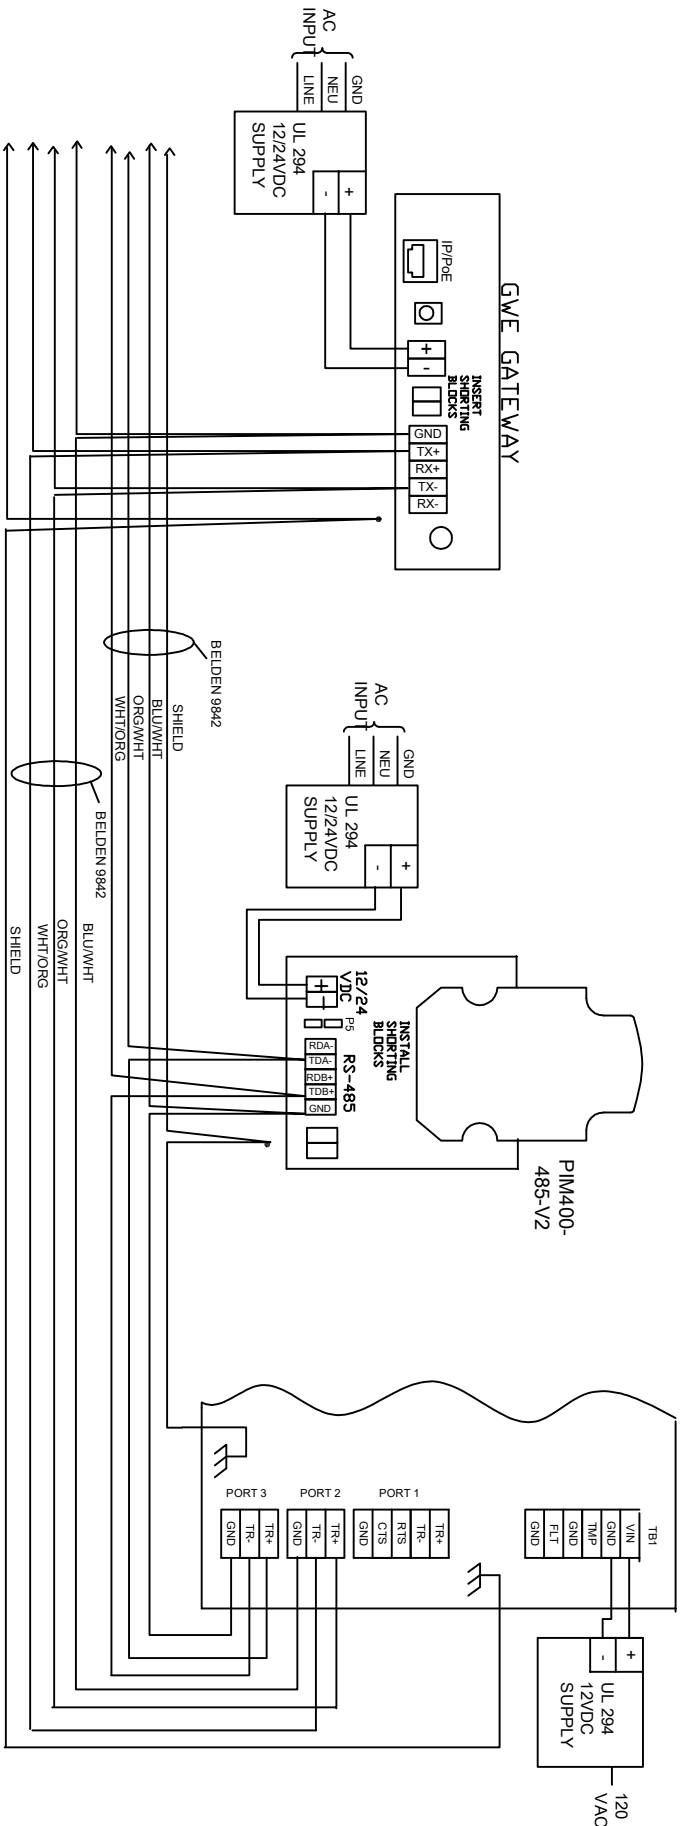 AC
INPUT
GND
NEU
LINE
UL 294
12/24VDC
SUPPLY
+
-
GWE GATEWAY
IP/PoE
+
-
INSERT
SHORTING
BLOCKS
GND
TX+
RX+
TX-
RX-
BELDEN 9842
SHIELD
BLU/WHT
ORG/WHT
WHT/ORG
BELDEN 9842
BLU/WHT
ORG/WHT
WHT/ORG
SHIELD
AC
INPUT
GND
NEU
LINE
UL 294
12/24VDC
SUPPLY
+
-
PIM400-
485-V2
12/24
VDC
+
-
P5
INSTALL
SHORTING
BLOCKS
RS-485
RDA-
TDA-
RDB+
TDB+
GND
TB1
VIN
GND
TMP
GND
FLT
GND
PORT 1
TR+
TR-
RTS
CTS
GND
PORT 2
TR+
TR-
GND
PORT 3
TR+
TR-
GND
+
-
UL 294
12VDC
SUPPLY
120
VAC